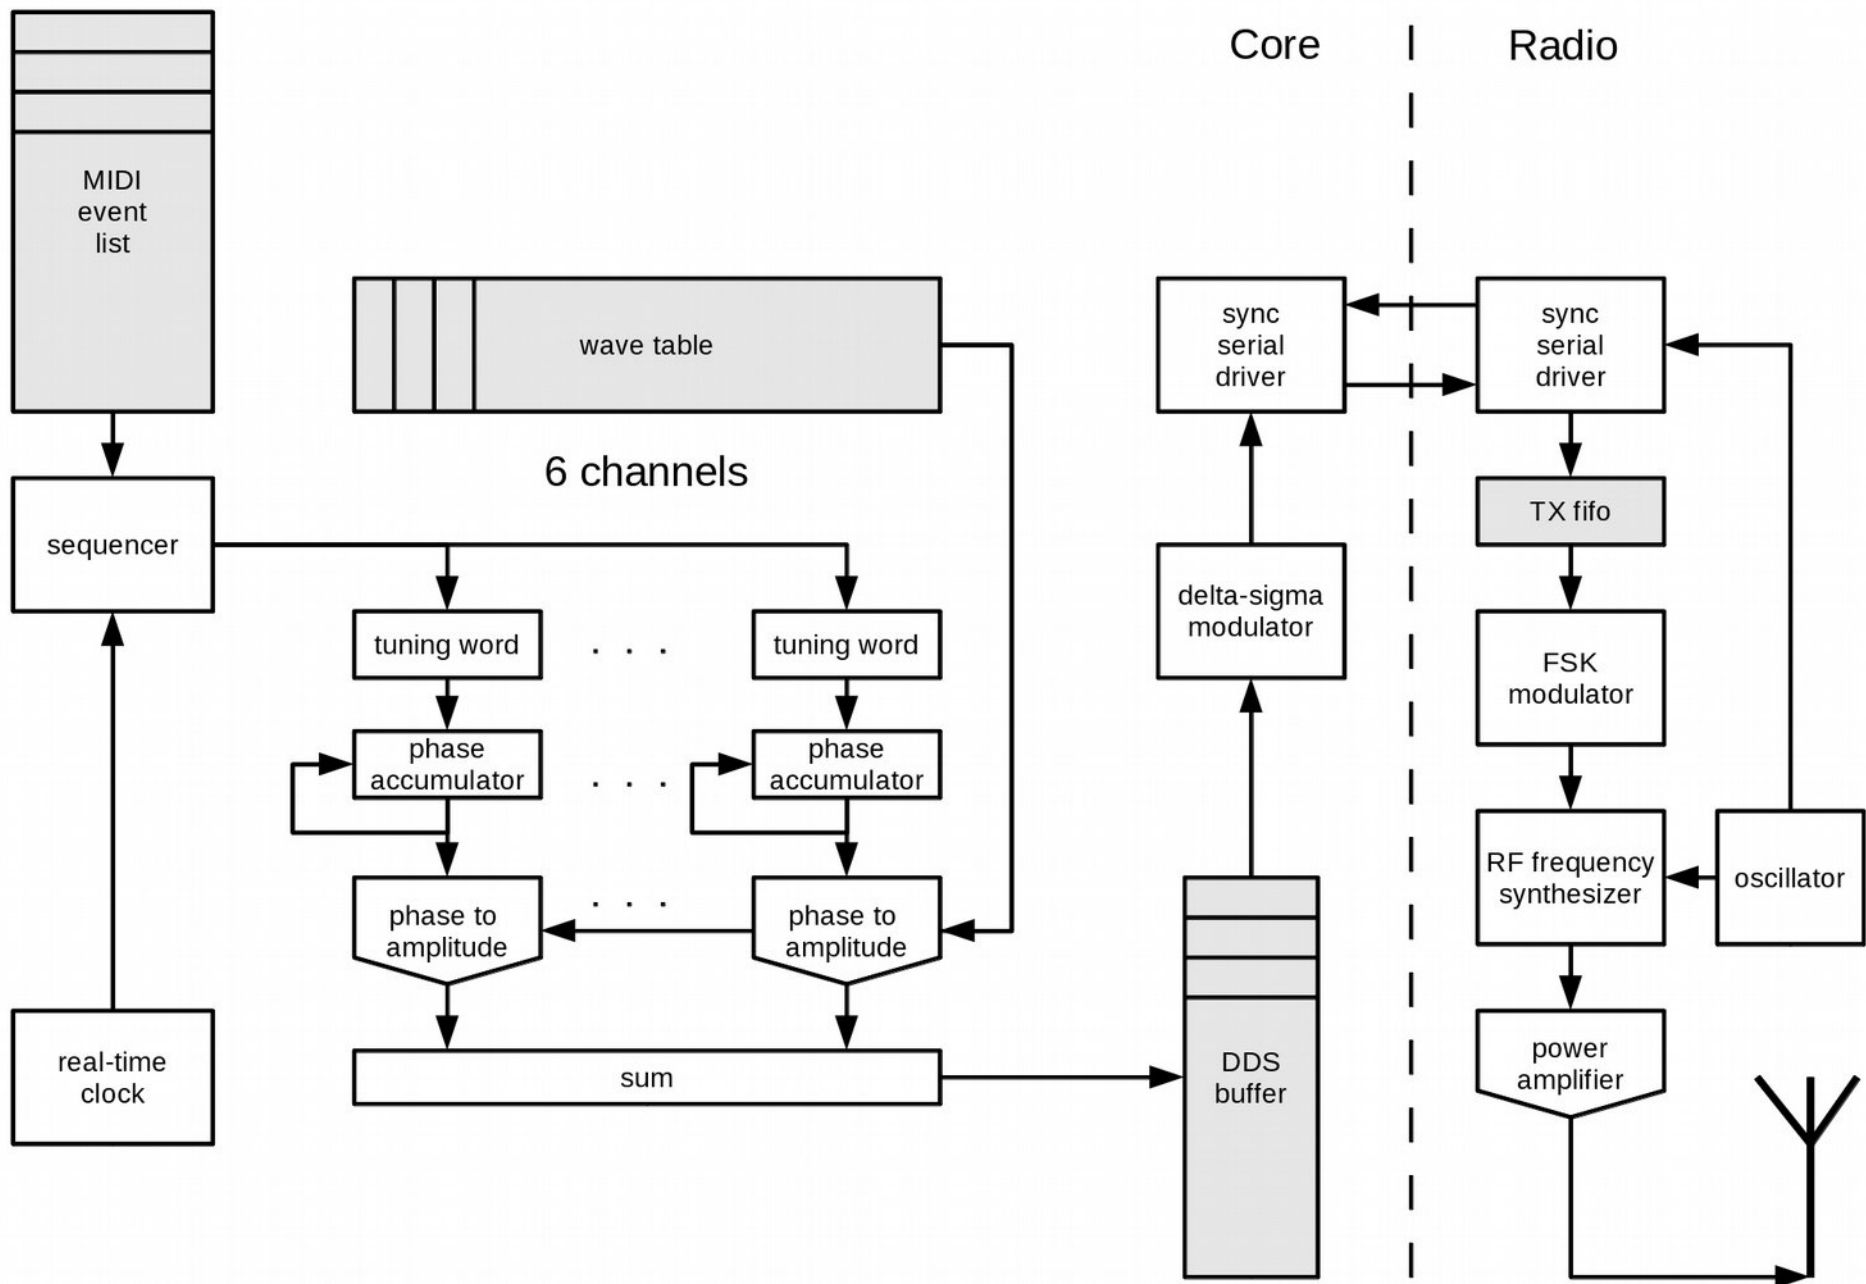 Core
Radio
MIDI
event
list
wave table
sync
serial
driver
sync
serial
driver
6 channels
TX fifo
sequencer
delta-sigma
modulator
tuning word
. . .
tuning word
FSK
modulator
phase
accumulator
. . .
phase
accumulator
RF frequency
synthesizer
oscillator
phase to
amplitude
. . .
phase to
amplitude
real-time
clock
sum
DDS
buffer
power
amplifier